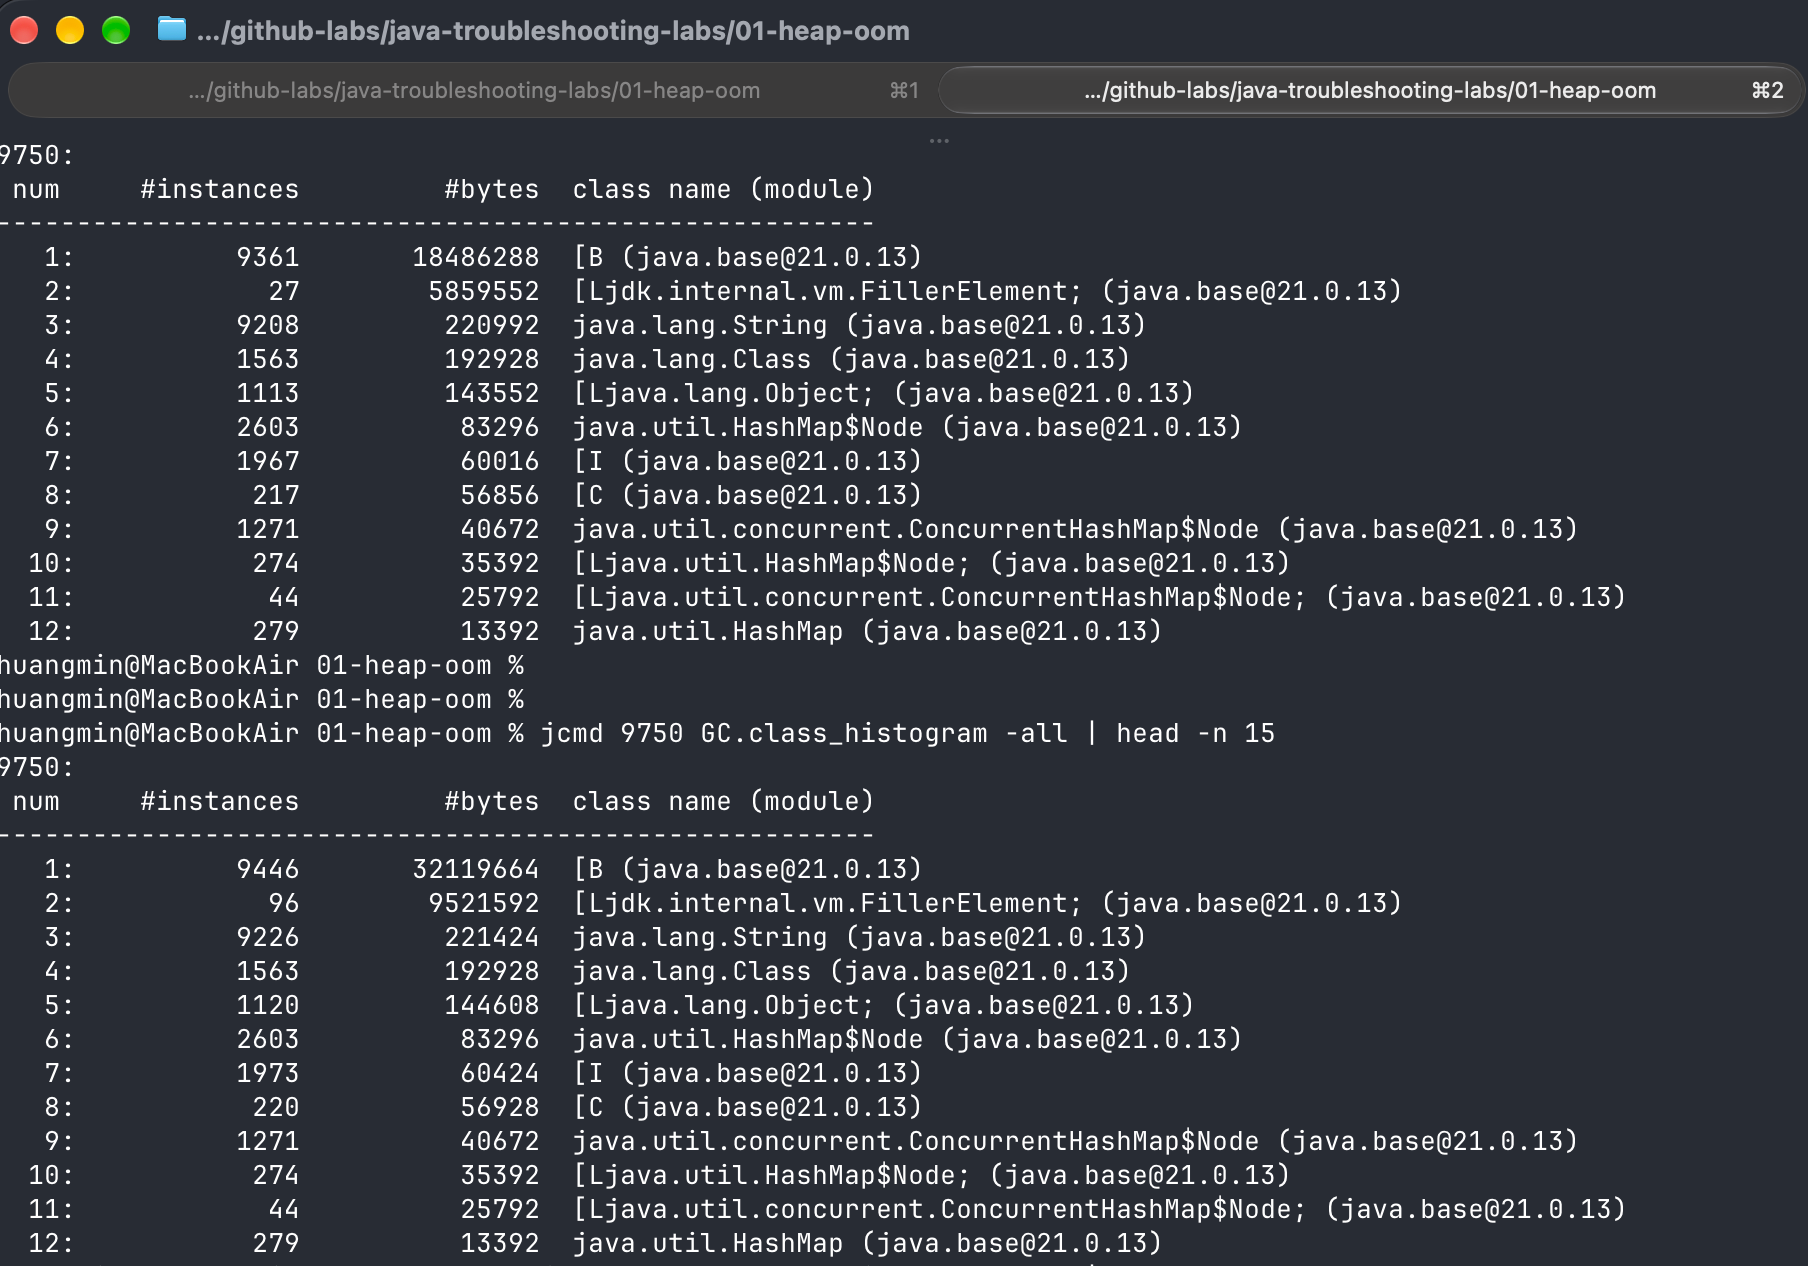 .../github-labs/java-troubleshooting-labs/01-heap-oom
.../github-labs/java-troubleshooting-labs/01-heap-oom ⌘1 .../github-labs/java-troubleshooting-labs/01-heap-oom ⌘2
...
9750:
 num     #instances         #bytes  class name (module)
-------------------------------------------------------
   1:          9361       18486288  [B (java.base@21.0.13)
   2:            27        5859552  [Ljdk.internal.vm.FillerElement; (java.base@21.0.13)
   3:          9208         220992  java.lang.String (java.base@21.0.13)
   4:          1563         192928  java.lang.Class (java.base@21.0.13)
   5:          1113         143552  [Ljava.lang.Object; (java.base@21.0.13)
   6:          2603          83296  java.util.HashMap$Node (java.base@21.0.13)
   7:          1967          60016  [I (java.base@21.0.13)
   8:           217          56856  [C (java.base@21.0.13)
   9:          1271          40672  java.util.concurrent.ConcurrentHashMap$Node (java.base@21.0.13)
  10:           274          35392  [Ljava.util.HashMap$Node; (java.base@21.0.13)
  11:            44          25792  [Ljava.util.concurrent.ConcurrentHashMap$Node; (java.base@21.0.13)
  12:           279          13392  java.util.HashMap (java.base@21.0.13)
huangmin@MacBookAir 01-heap-oom %
huangmin@MacBookAir 01-heap-oom %
huangmin@MacBookAir 01-heap-oom % jcmd 9750 GC.class_histogram -all | head -n 15
9750:
 num     #instances         #bytes  class name (module)
-------------------------------------------------------
   1:          9446       32119664  [B (java.base@21.0.13)
   2:            96        9521592  [Ljdk.internal.vm.FillerElement; (java.base@21.0.13)
   3:          9226         221424  java.lang.String (java.base@21.0.13)
   4:          1563         192928  java.lang.Class (java.base@21.0.13)
   5:          1120         144608  [Ljava.lang.Object; (java.base@21.0.13)
   6:          2603          83296  java.util.HashMap$Node (java.base@21.0.13)
   7:          1973          60424  [I (java.base@21.0.13)
   8:           220          56928  [C (java.base@21.0.13)
   9:          1271          40672  java.util.concurrent.ConcurrentHashMap$Node (java.base@21.0.13)
  10:           274          35392  [Ljava.util.HashMap$Node; (java.base@21.0.13)
  11:            44          25792  [Ljava.util.concurrent.ConcurrentHashMap$Node; (java.base@21.0.13)
  12:           279          13392  java.util.HashMap (java.base@21.0.13)